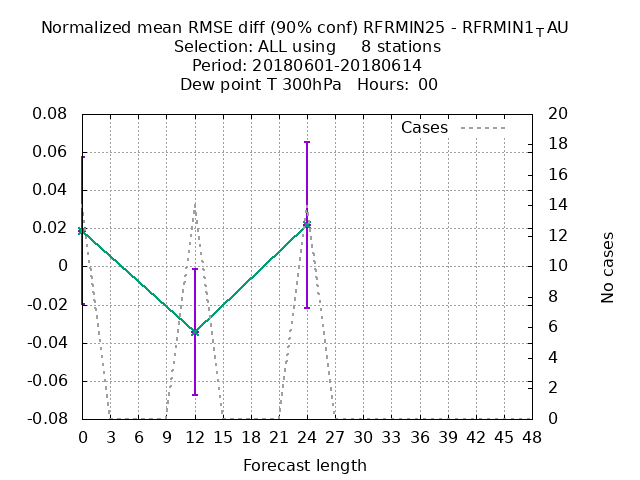 Normalized mean RMSE diff (90% conf) RFRMIN25 - RFRMIN1TAU
Selection: ALL using 8 stations
Period: 20180601-20180614
Dew point T 300hPa Hours: 00
Cases
0.08
0.06
0.04
0.02
0
-0.02
-0.04
-0.06
-0.08
20
18
16
14
12
10
8
6
4
2
0
No cases
0 3 6 9 12 15 18 21 24 27 30 33 36 39 42 45 48
Forecast length